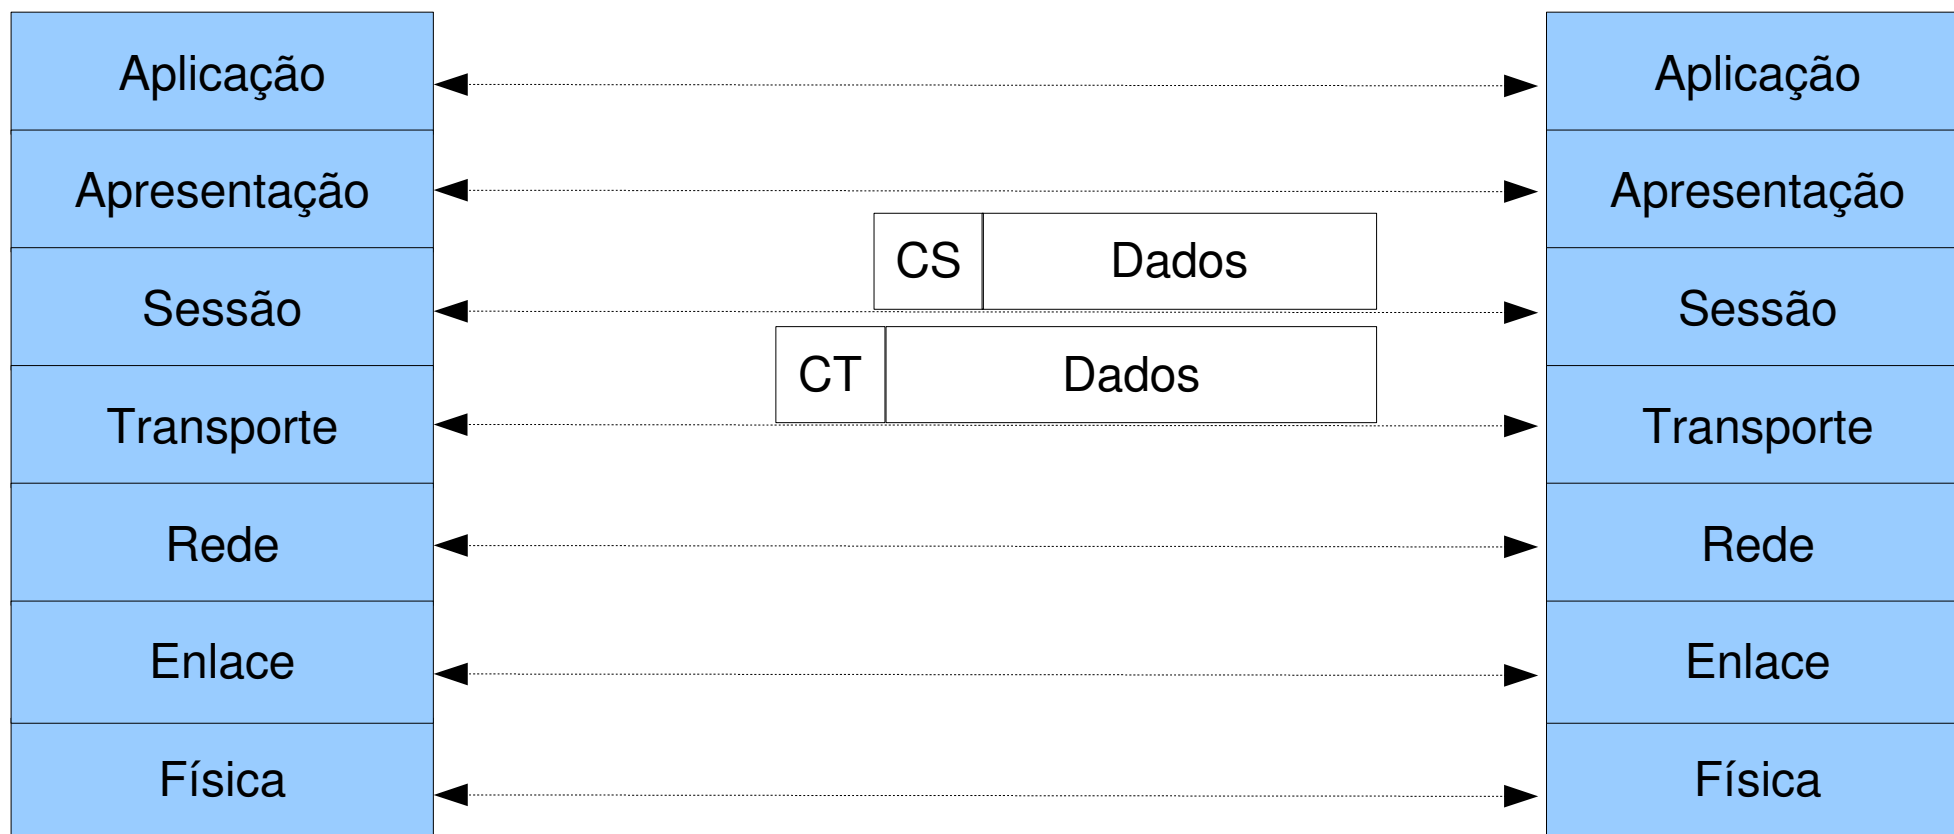 Aplicação Aplicação
Apresentação Apresentação
CS Dados
Sessão Sessão
CT Dados
Transporte Transporte
Rede Rede
Enlace Enlace
Física Física